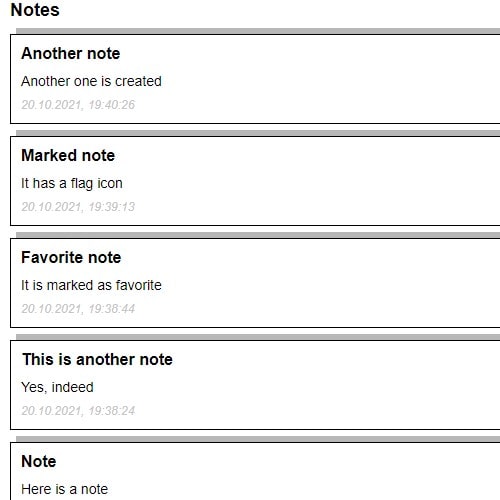 Notes
Another note
Another one is created
20.10.2021, 19:40:26
Marked note
It has a flag icon
20.10.2021, 19:39:13
Favorite note
It is marked as favorite
20.10.2021, 19:38:44
This is another note
Yes, indeed
20.10.2021, 19:38:24
Note
Here is a note